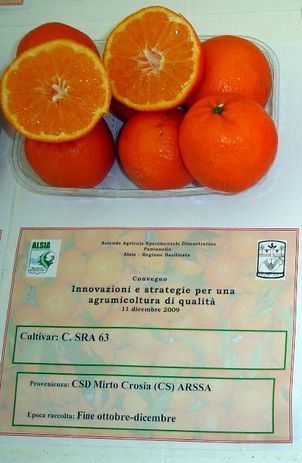 ALSIA
Azienda Agricola Sperimentale Dimostrativa
Pantanello
Alsia - Regione Basilicata
Convegno
Innovazioni e strategie per una
agrumicoltura di qualità
11 dicembre 2009
Cultivar: C. SRA 63
Provenienza: CSD Mirto Crosia (CS) ARSSA
Epoca raccolta: Fine ottobre-dicembre